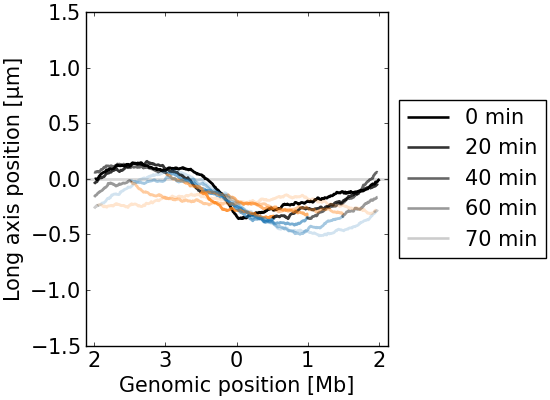 1.5
1.0
0.5
0.0
−0.5
−1.0
−1.5
Long axis position [μm]
2 3 0 1 2
Genomic position [Mb]
0 min
20 min
40 min
60 min
70 min